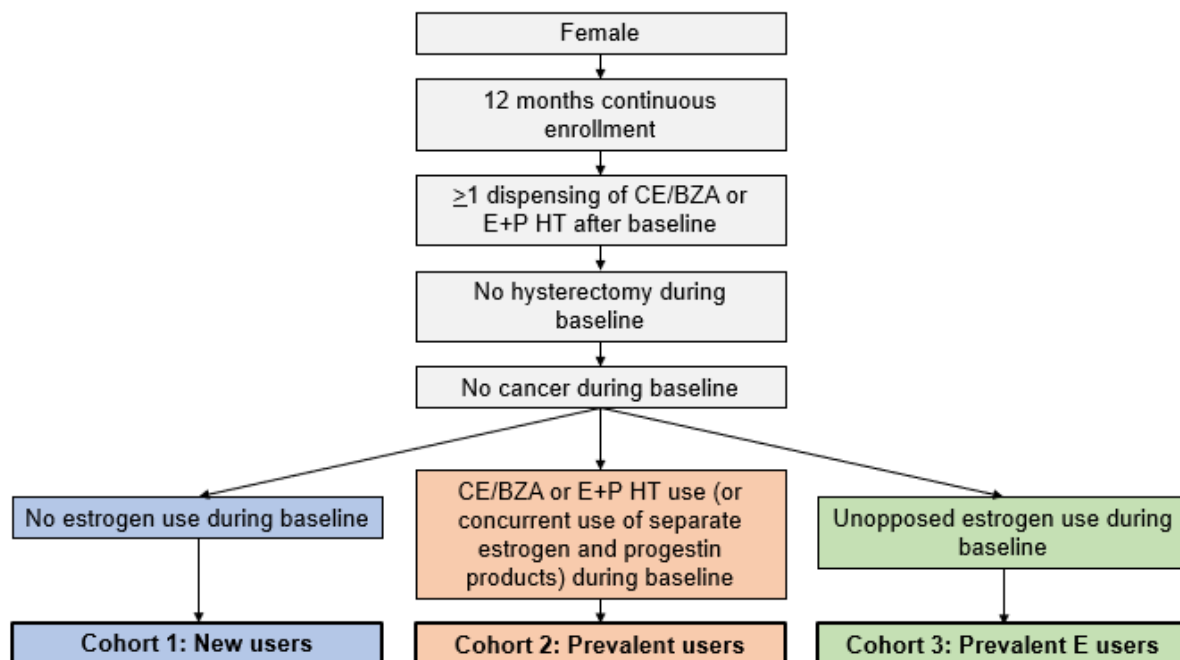 Female
12 months continuous
enrollment
≥1 dispensing of CE/BZA or
E+P HT after baseline
No hysterectomy during
baseline
No cancer during baseline
No estrogen use during baseline
CE/BZA or E+P HT use (or
concurrent use of separate
estrogen and progestin
products) during baseline
Unopposed estrogen use during
baseline
Cohort 1: New users
Cohort 2: Prevalent users
Cohort 3: Prevalent E users